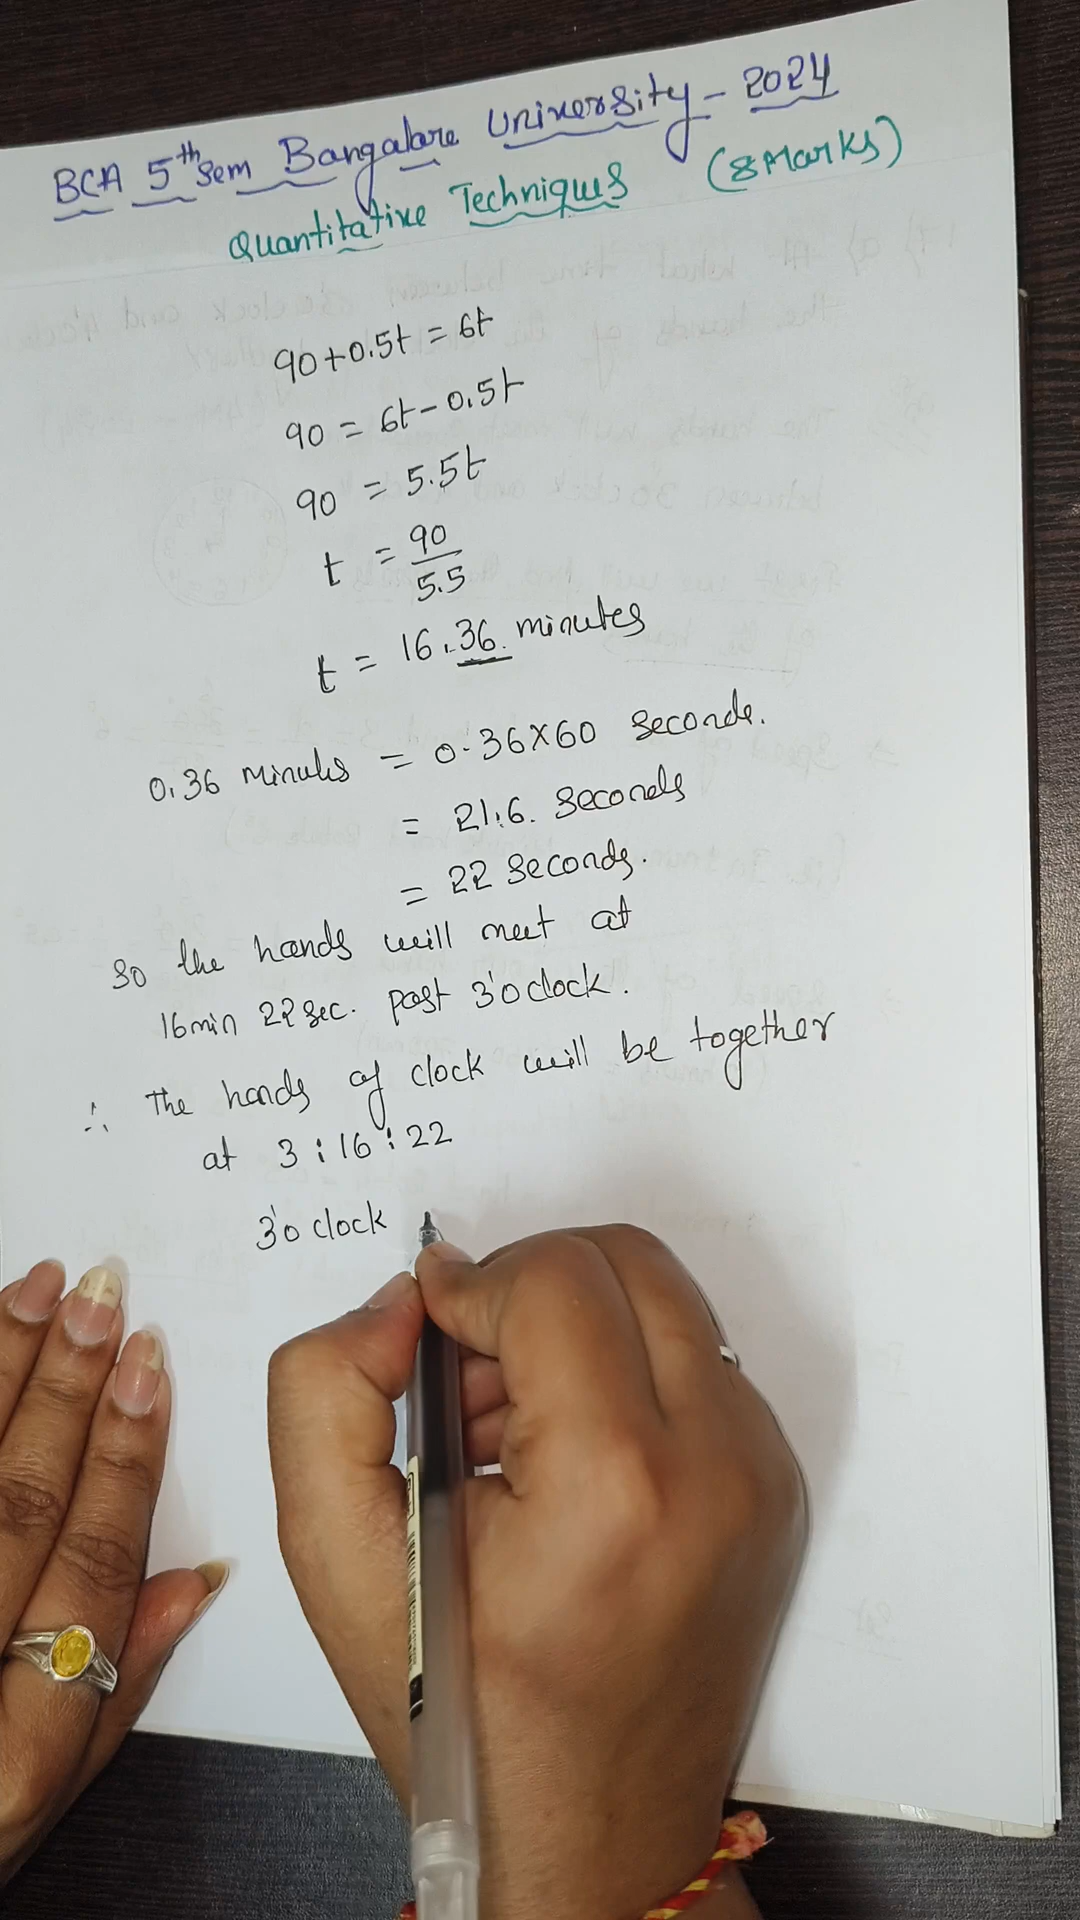 BCA 5th Sem Bangalore University - 2024
Quantitative Techniques (8 Marks)
90+0.5t = 6t
90 = 6t - 0.5t
90 = 5.5t
t = 90/5.5
t = 16.36 minutes
0.36 Minutes = 0.36×60 Seconds.
= 21.6. Seconds
= 22 Seconds.
So the hands will meet at
16min 22sec. past 3'o clock.
∴ The hands of clock will be together
at 3:16:22
3'o clock